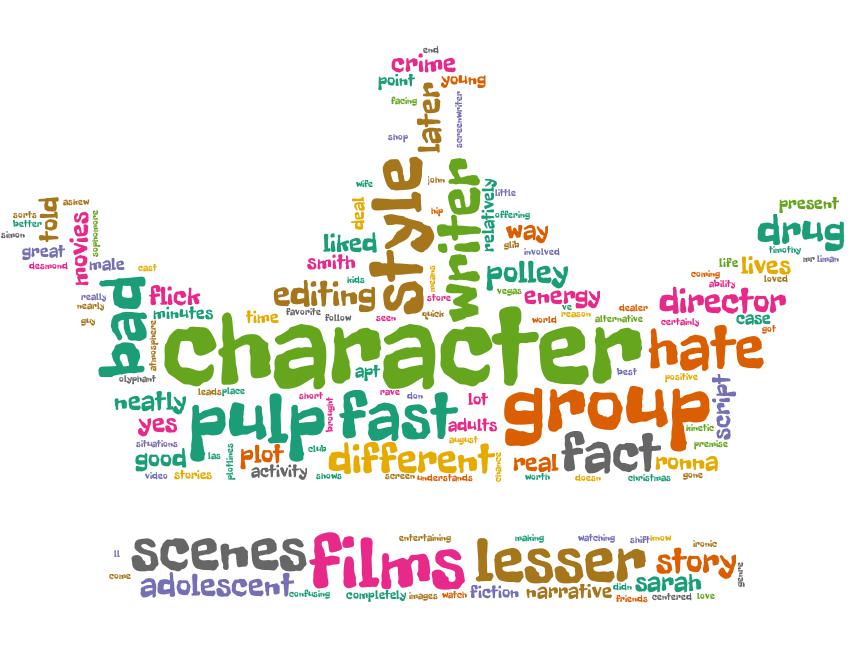 end
crime
point
young
facing
later
screenwriter
shop
style
writer
john
wife
deal
hip
relatively
little
offering
way
glib
involved
liked
smith
kids
editing
means
store
quick
polley
vegas
energy
ve
reason
favorite
follow
seen
time
world
alternative
dealer
sorts
told
askew
better
simon
great
movies
sophomore
desmond
male
cast
really
nearly
guy
bad
flick
minutes
atmosphere
olyphant
present
drug
timothy
mr
liman
life
lives
loved
coming
ability
director
certainly
case
got
character
apt
hate
best
positive
neatly
leads
place
short
brought
rave
don
lot
adults
group
script
kinetic
premise
yes
pulp
fast
situations
good
las
plotlines
plot
club
activity
video
stories
shows
different
august
screen
understands
chance
real
fact
ronna
worth
doesn
christmas
gone
ll
scenes
films
entertaining
lesser
making
watching
shift
know
ironic
story
genre
come
adolescent
confusing
completely
images
watch
fiction
narrative
didn
sarah
friends
centered
love